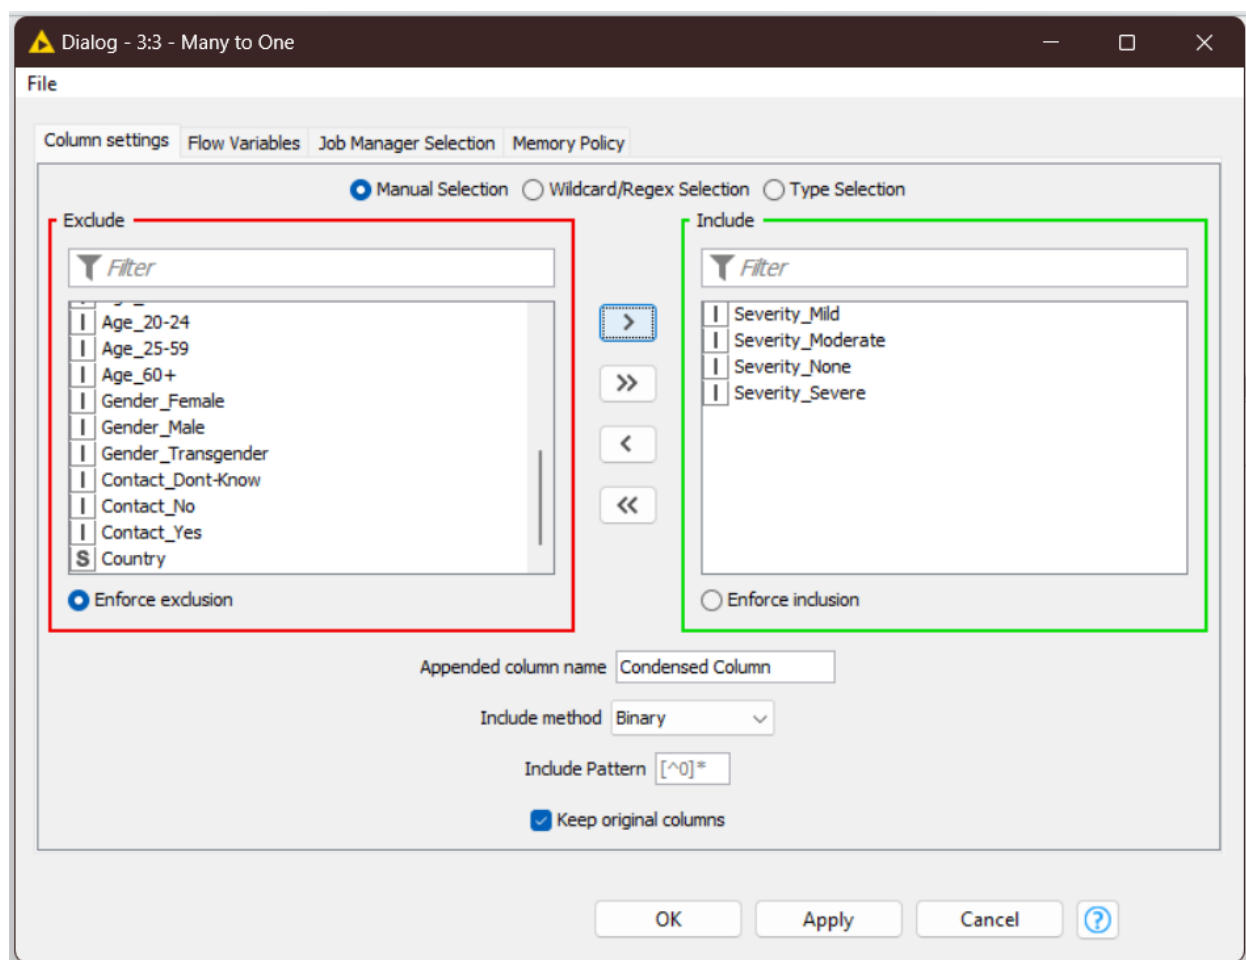 Dialog - 3:3 - Many to One
File
Column settings Flow Variables Job Manager Selection Memory Policy
Manual Selection Wildcard/Regex Selection Type Selection
Exclude
Filter
Age_20-24
Age_25-59
Age_60+
Gender_Female
Gender_Male
Gender_Transgender
Contact_Dont-Know
Contact_No
Contact_Yes
S Country
Enforce exclusion
>
>>
<
<<
Include
Filter
I Severity_Mild
I Severity_Moderate
I Severity_None
I Severity_Severe
Enforce inclusion
Appended column name Condensed Column
Include method Binary
Include Pattern [^0]*
Keep original columns
OK Apply Cancel ?